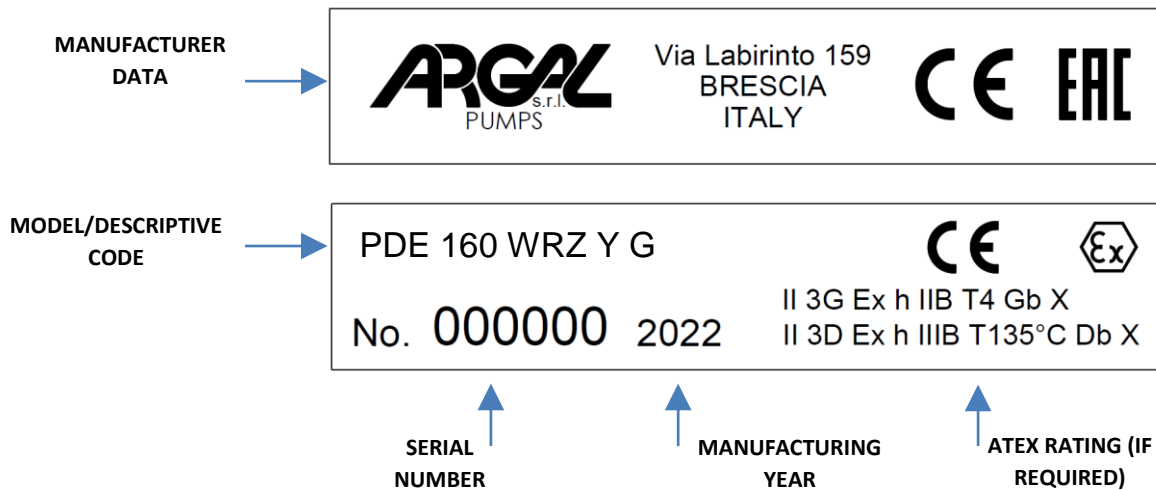 MANUFACTURER
DATA
ARGAL
s.r.l.
PUMPS
Via Labirinto 159
BRESCIA
ITALY
CE EAC
MODEL/DESCRIPTIVE
CODE
PDE 160 WRZ Y G
CE Ex
II 3G Ex h IIB T4 Gb X
No. 000000 2022
II 3D Ex h IIIB T135°C Db X
SERIAL
NUMBER
MANUFACTURING
YEAR
ATEX RATING (IF
REQUIRED)